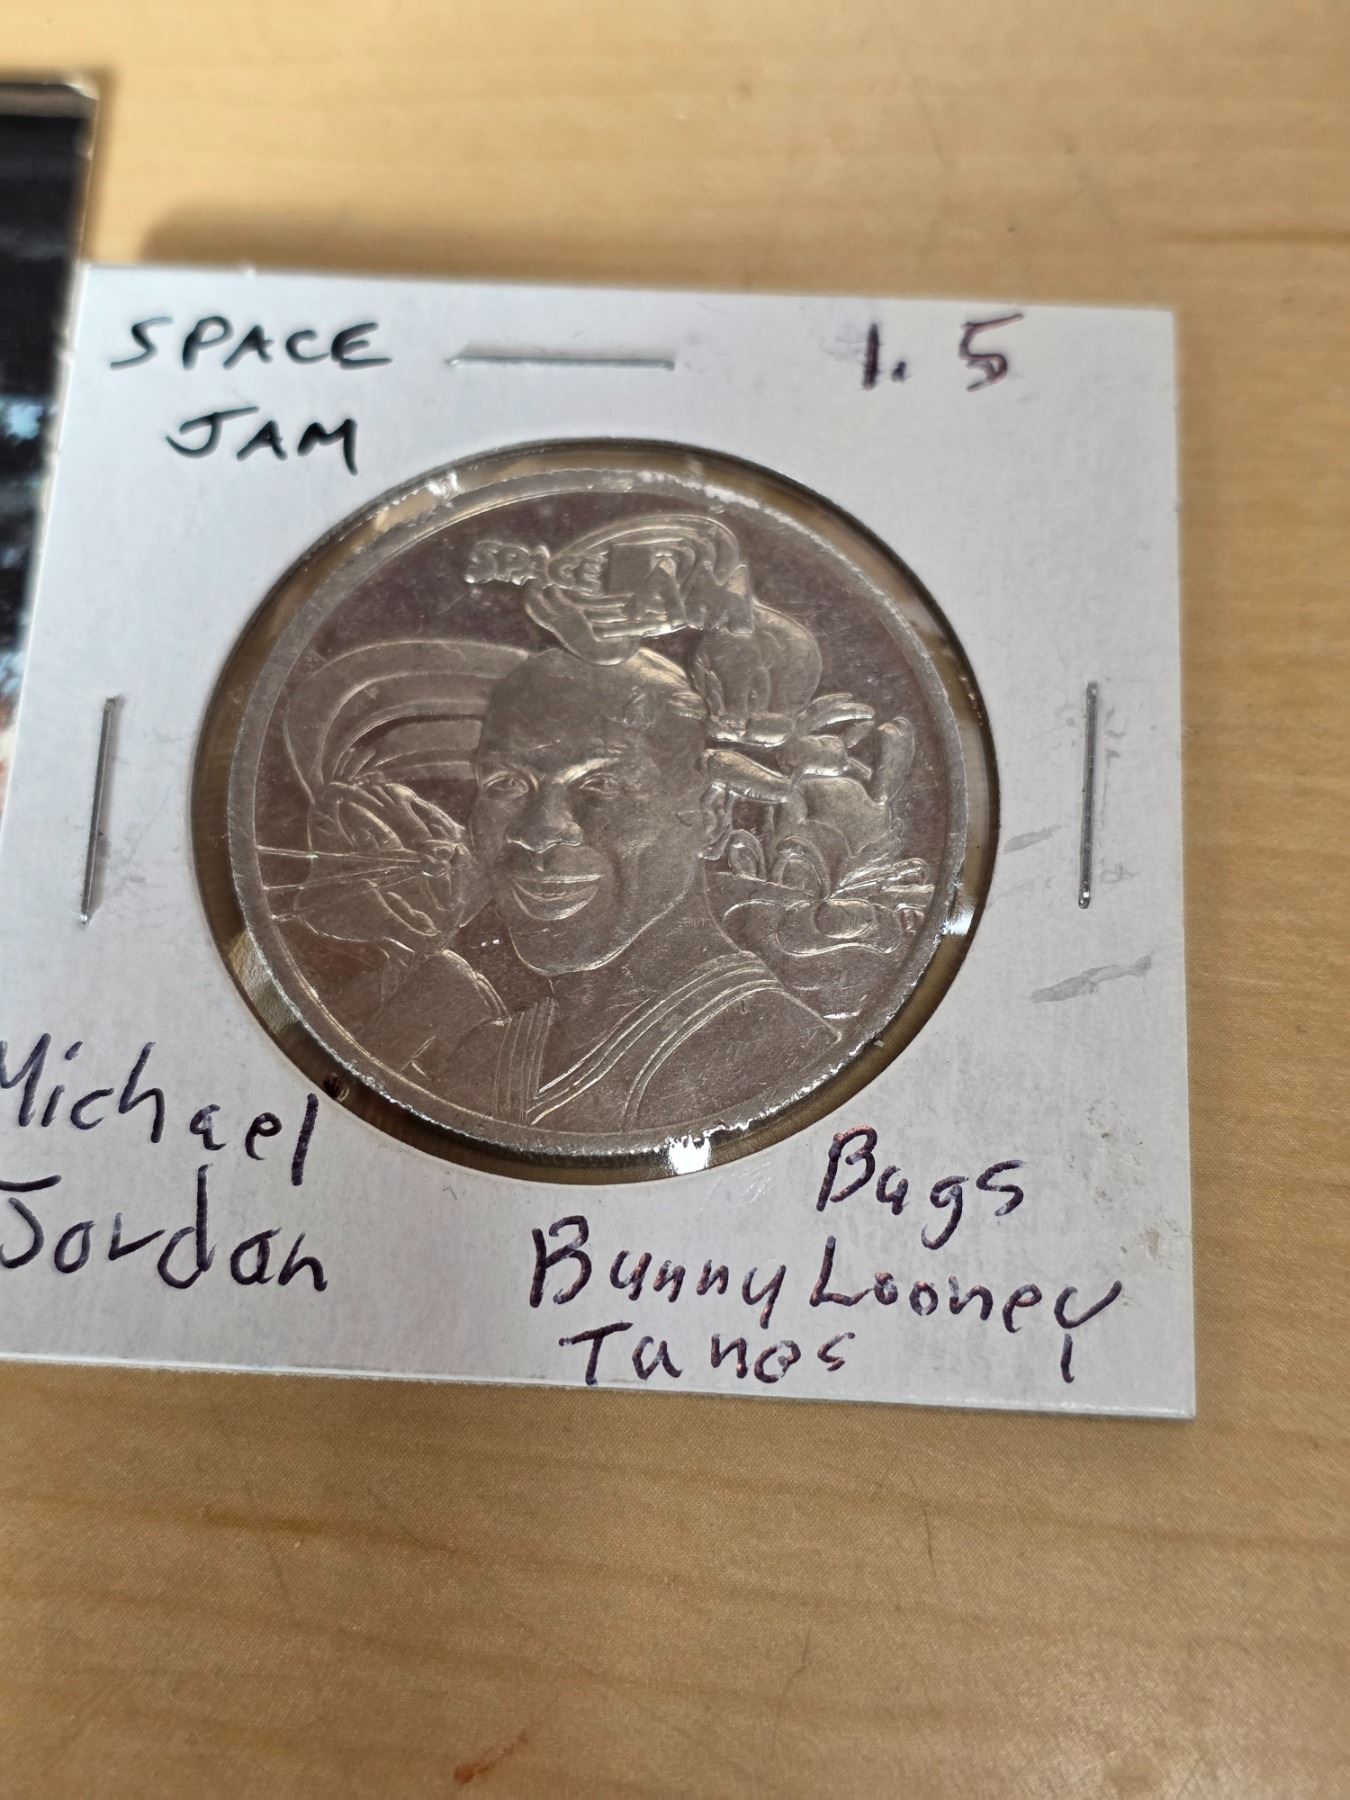 SPACE
JAM
1.5
SPACE JAM
Michael
Jordan
Bugs
Bunny Looney
Tunes